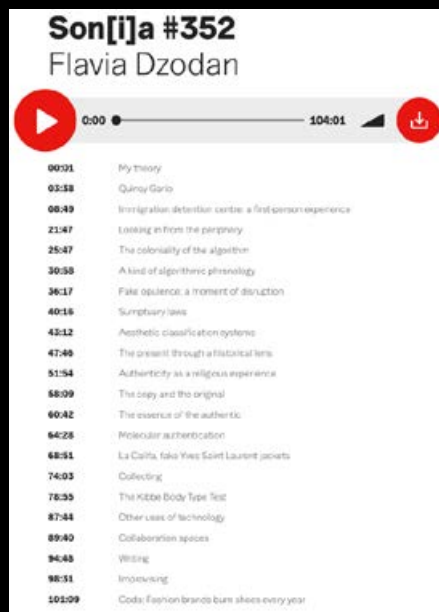 Son[i]a #352
Flavia Dzodan
0:00 104:01
00:01 My theory
03:58 Quinsy Gario
08:49 Immigration detention centre: a first-person experience
21:47 Looking in from the periphery
25:47 The coloniality of the algorithm
30:58 A kind of algorithmic phrenology
36:17 Fake opulence: a moment of disruption
40:16 Sumptuary laws
43:12 Aesthetic classification systems
47:46 The present through a historical lens
51:54 Authenticity as a religious experience
58:09 The copy and the original
60:42 The essence of the authentic
64:28 Molecular authentication
68:51 La Calita, fake Yves Saint Laurent jackets
74:03 Collecting
78:55 The Kibbe Body Type Test
87:44 Other uses of technology
89:40 Collaboration spaces
94:48 Writing
98:51 Improvising
101:09 Coda: Fashion brands burn shoes every year